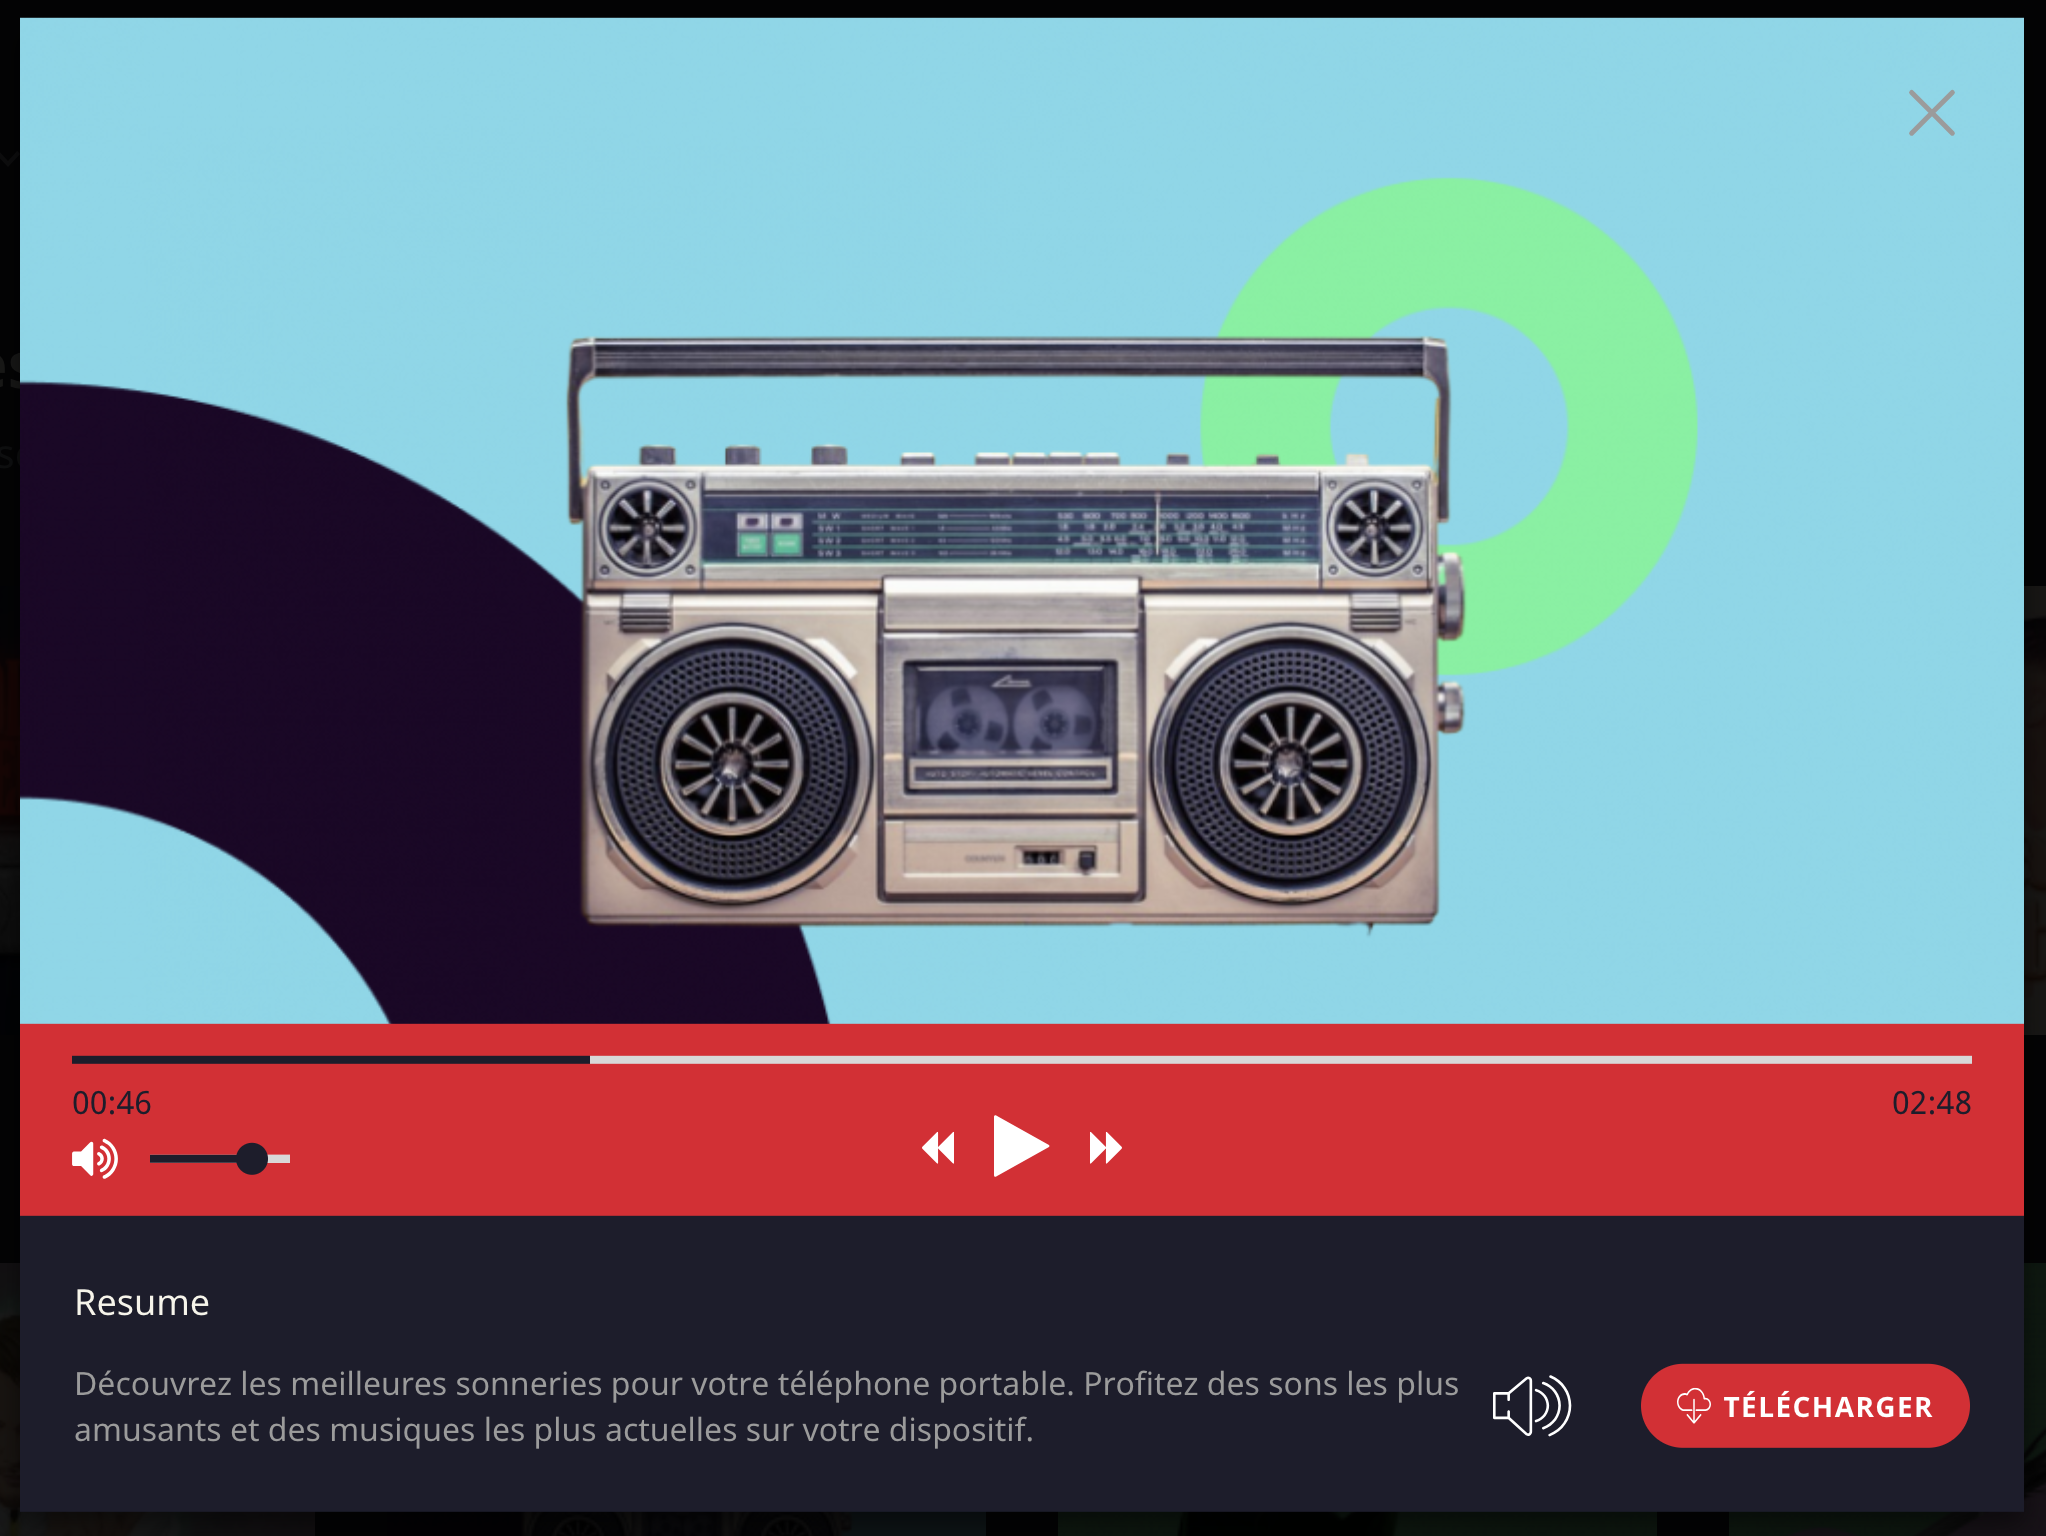 00:46
02:48
Resume
Découvrez les meilleures sonneries pour votre téléphone portable. Profitez des sons les plus
amusants et des musiques les plus actuelles sur votre dispositif.
TÉLÉCHARGER